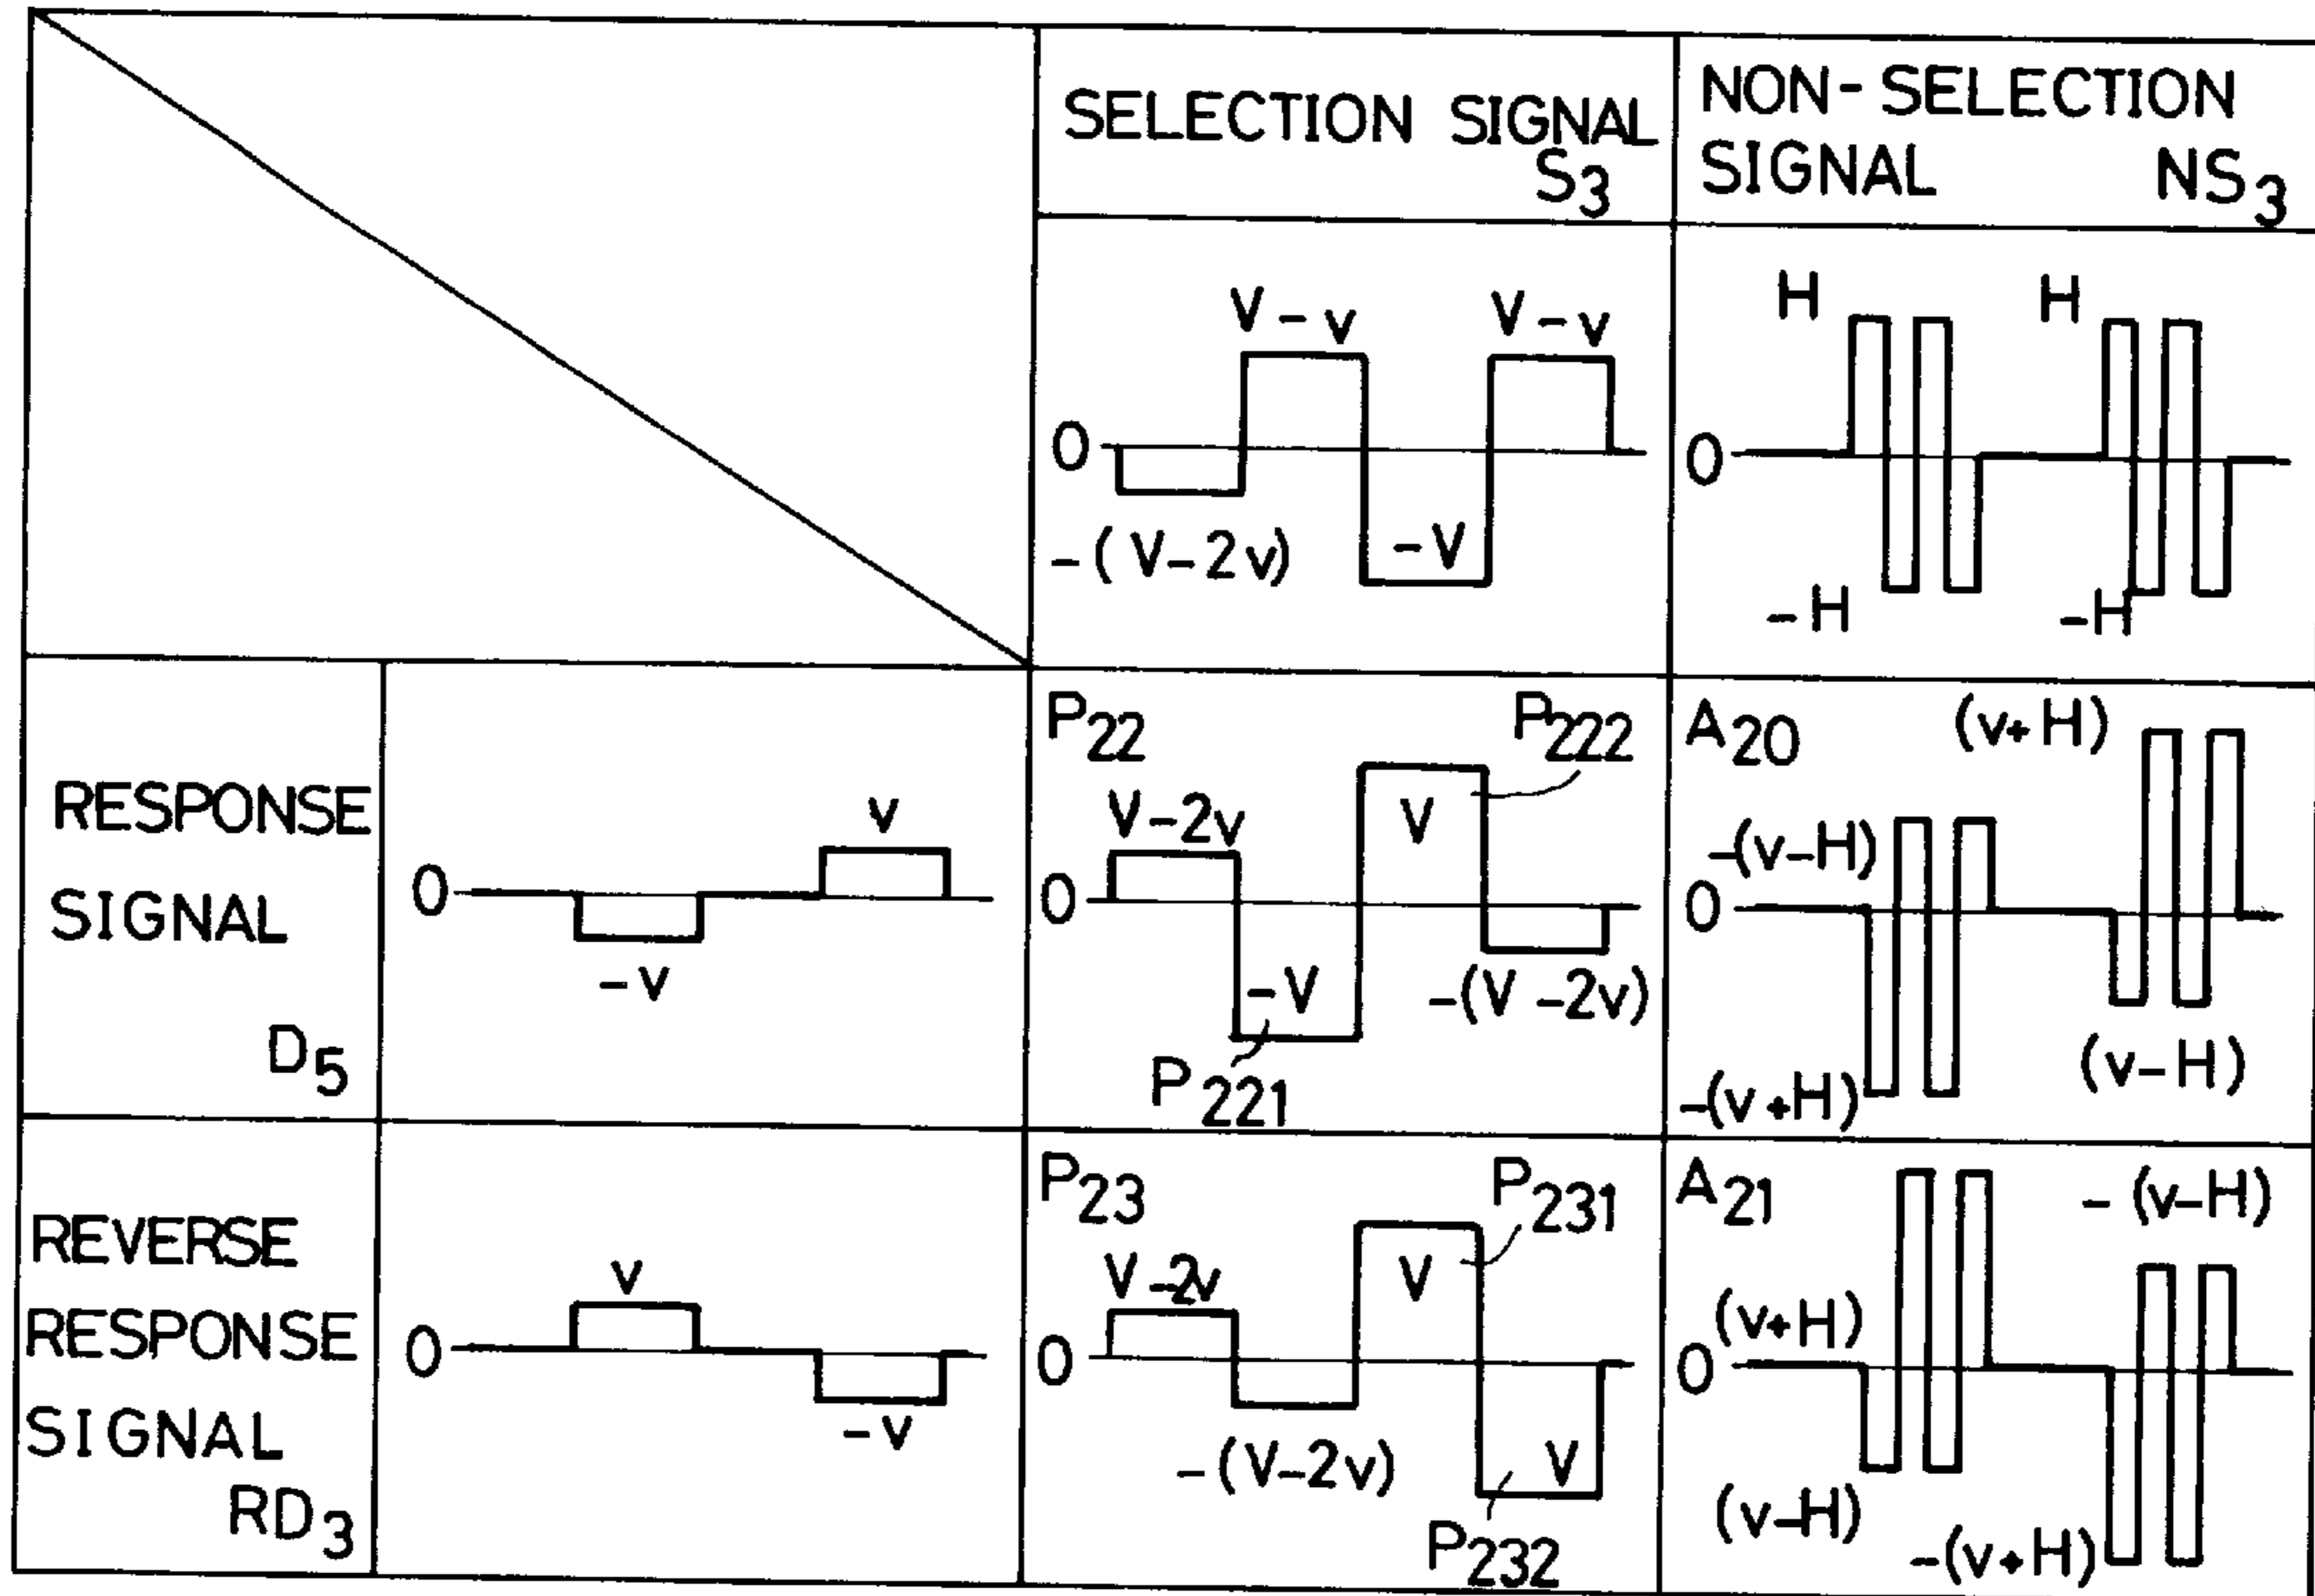 SELECTION SIGNAL
S3
NON-SELECTION
SIGNAL NS3
V-v V-v
0
-(V-2v)
-V
H H
0
-H -H
RESPONSE
SIGNAL
D5
v
0
-v
P22 P222
V-2v V
0
-V -(V-2v)
P221
A20 (v+H)
-(v-H)
0
(v-H)
-(v+H)
REVERSE
RESPONSE
SIGNAL
RD3
v
0
-v
P23 P231
V-2v V
0
-(V-2v) V
P232
A21 -(v-H)
(v+H)
0
(v-H)
-(v+H)